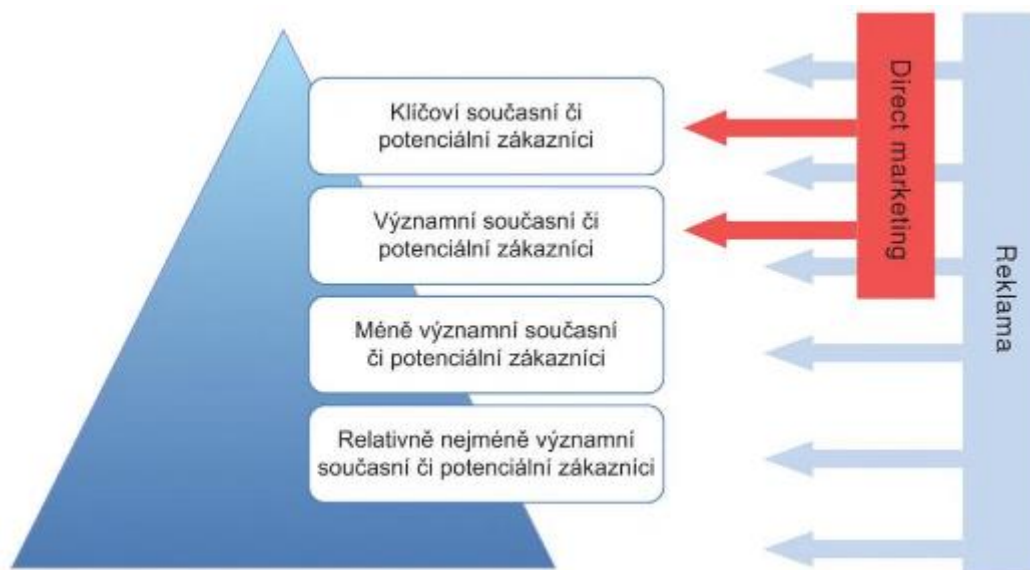 Klíčoví současní či
potenciální zákazníci
Významní současní či
potenciální zákazníci
Méně významní současní
či potenciální zákazníci
Relativně nejméně významní
současní či potenciální zákazníci
Direct marketing
Reklama